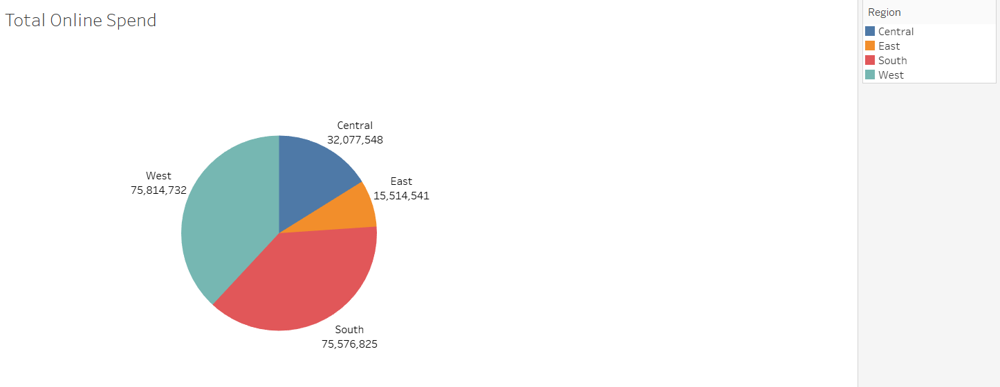 Total Online Spend
Region
Central
East
South
West
Central
32,077,548
East
15,514,541
West
75,814,732
South
75,576,825